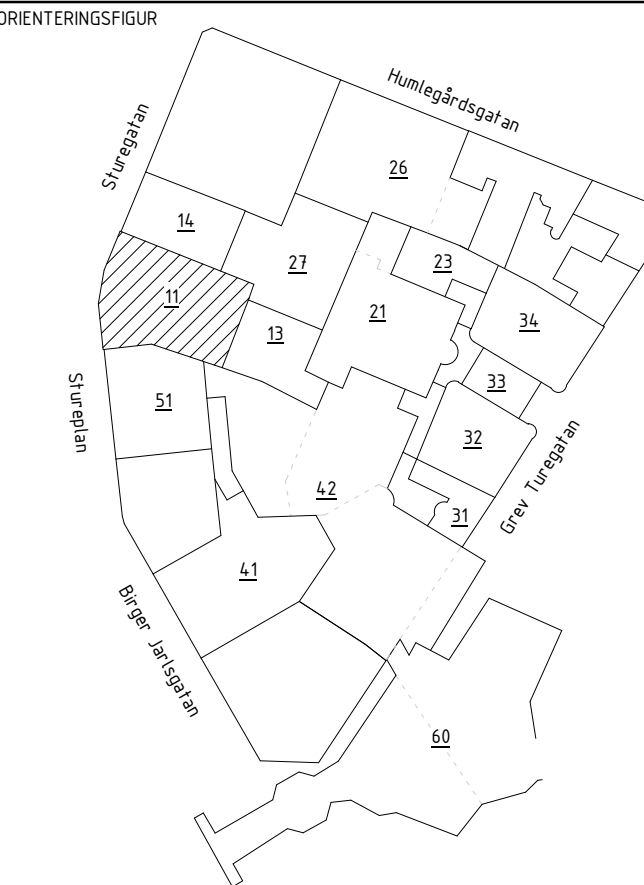 ORIENTERINGSFIGUR
Humlegårdsgatan
Sturegatan
26
14
27
23
11
21
34
13
33
Stureplan
51
32
Grev Turegatan
42
31
41
Birger Jarlsgatan
60